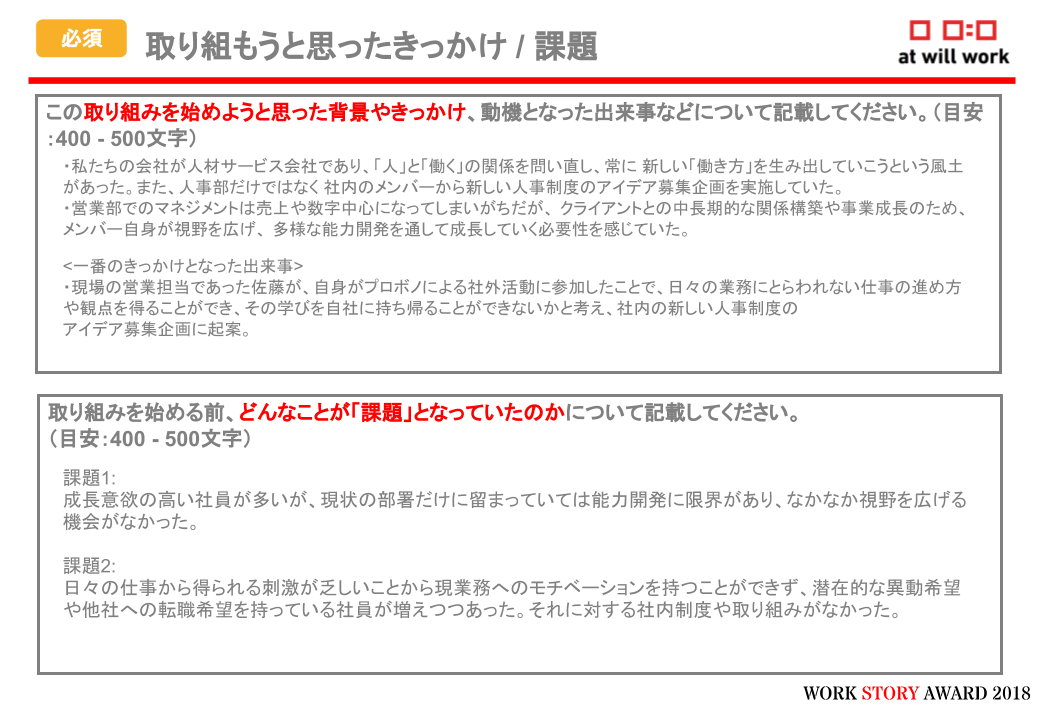 必須
取り組もうと思ったきっかけ / 課題
at will work
この取り組みを始めようと思った背景やきっかけ、動機となった出来事などについて記載してください。（目安
：400 - 500文字）
・私たちの会社が人材サービス会社であり、「人」と「働く」の関係を問い直し、常に 新しい「働き方」を生み出していこうという風土
があった。また、人事部だけではなく 社内のメンバーから新しい人事制度のアイデア募集企画を実施していた。
・営業部でのマネジメントは売上や数字中心になってしまいがちだが、 クライアントとの中長期的な関係構築や事業成長のため、
メンバー自身が視野を広げ、 多様な能力開発を通して成長していく必要性を感じていた。
<一番のきっかけとなった出来事>
・現場の営業担当であった佐藤が、自身がプロボノによる社外活動に参加したことで、日々の業務にとらわれない仕事の進め方
や観点を得ることができ、その学びを自社に持ち帰ることができないかと考え、社内の新しい人事制度の
アイデア募集企画に起案。
取り組みを始める前、どんなことが「課題」となっていたのかについて記載してください。
（目安：400 - 500文字）
課題1:
成長意欲の高い社員が多いが、現状の部署だけに留まっていては能力開発に限界があり、なかなか視野を広げる
機会がなかった。
課題2:
日々の仕事から得られる刺激が乏しいことから現業務へのモチベーションを持つことができず、潜在的な異動希望
や他社への転職希望を持っている社員が増えつつあった。それに対する社内制度や取り組みがなかった。
WORK STORY AWARD 2018